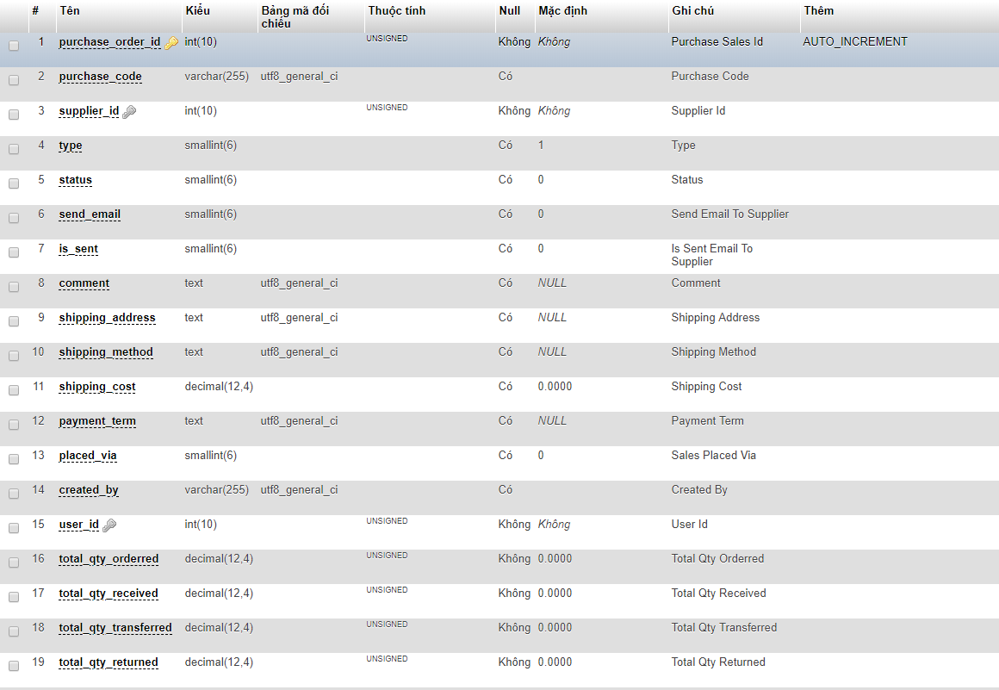 # Tên Kiểu Bảng mã đối chiếu Thuộc tính Null Mặc định Ghi chú Thêm
1 purchase_order_id int(10) UNSIGNED Không Không Purchase Sales Id AUTO_INCREMENT
2 purchase_code varchar(255) utf8_general_ci Có Purchase Code
3 supplier_id int(10) UNSIGNED Không Không Supplier Id
4 type smallint(6) Có 1 Type
5 status smallint(6) Có 0 Status
6 send_email smallint(6) Có 0 Send Email To Supplier
7 is_sent smallint(6) Có 0 Is Sent Email To
Supplier
8 comment text utf8_general_ci Có NULL Comment
9 shipping_address text utf8_general_ci Có NULL Shipping Address
10 shipping_method text utf8_general_ci Có NULL Shipping Method
11 shipping_cost decimal(12,4) Có 0.0000 Shipping Cost
12 payment_term text utf8_general_ci Có NULL Payment Term
13 placed_via smallint(6) Có 0 Sales Placed Via
14 created_by varchar(255) utf8_general_ci Có Created By
15 user_id int(10) UNSIGNED Không Không User Id
16 total_qty_orderred decimal(12,4) UNSIGNED Không 0.0000 Total Qty Orderred
17 total_qty_received decimal(12,4) UNSIGNED Không 0.0000 Total Qty Received
18 total_qty_transferred decimal(12,4) UNSIGNED Không 0.0000 Total Qty Transferred
19 total_qty_returned decimal(12,4) UNSIGNED Không 0.0000 Total Qty Returned